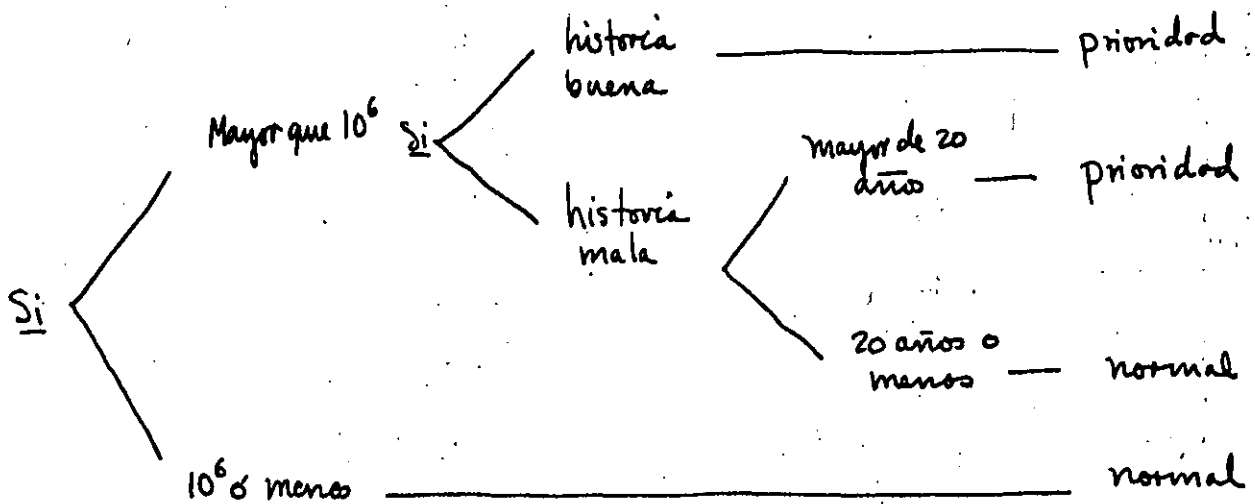 historia
buena
prioridad
Mayor que 10⁶ Si
mayor de 20
años
prioridad
historia
mala
Si
20 años o
menos
normal
10⁶ ó menos
normal